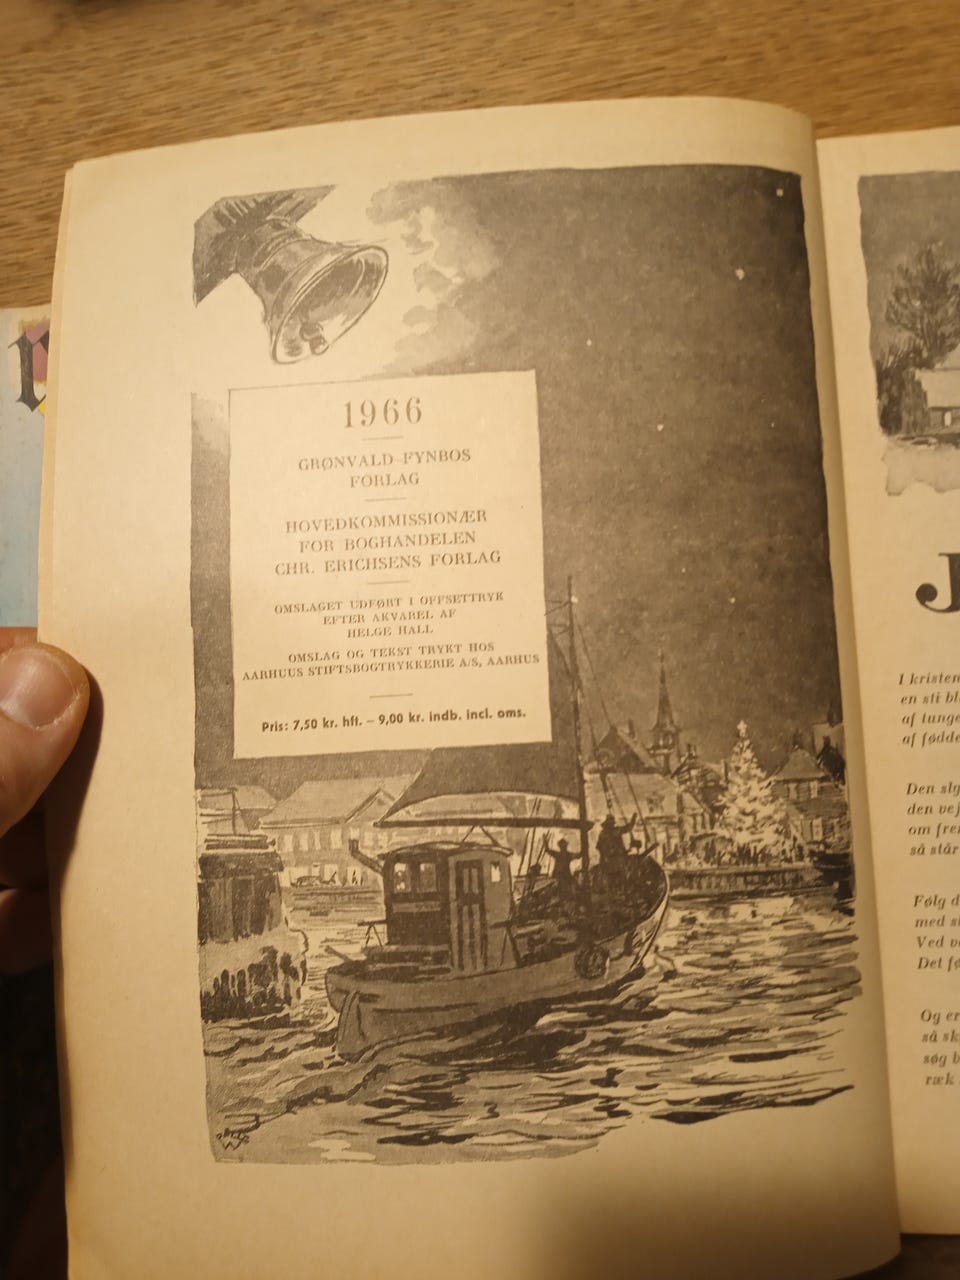 1966
GRØNVALD-FYNBOS
FORLAG
HOVEDKOMMISSIONÆR
FOR BOGHANDELEN
CHR. ERICHSENS FORLAG
OMSLAGET UDFØRT I OFFSETTRYK
EFTER AKVAREL AF
HELGE HALL
OMSLAG OG TEKST TRYKT HOS
AARHUUS STIFTSBOGTRYKKERIE A/S, AARHUS
Pris: 7,50 kr. hft. – 9,00 kr. indb. incl. oms.
J
I kristen
en sti bl
af tunge
af fødde
Den sly
den vej
om frem
så står
Følg d
med s
Ved v
Det fø
Og er
så sk
søg b
ræk